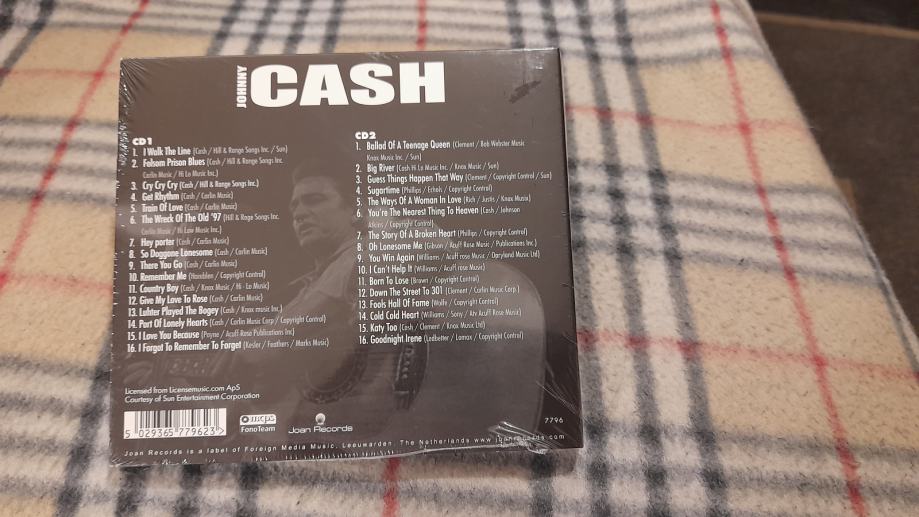 JOHNNY
CASH
CD1
1. I Walk The Line (Cash / Hill & Range Songs Inc. / Sun)
2. Folsom Prison Blues (Cash / Hill & Range Songs Inc.
Carlin Music / Hi Lo Music Inc.)
3. Cry Cry Cry (Cash / Hill & Range Songs Inc.)
4. Get Rhythm (Cash / Carlin Music)
5. Train Of Love (Cash / Carlin Music)
6. The Wreck Of The Old '97 (Hill & Rage Songs Inc.
Carlin Music / Hi Low Music Inc.)
7. Hey porter (Cash / Carlin Music)
8. So Doggone Lonesome (Cash / Carlin Music)
9. There You Go (Cash / Carlin Music)
10. Remember Me (Hamblen / Copyright Control)
11. Country Boy (Cash / Knox Music / Hi - Lo Music)
12. Give My Love To Rose (Cash / Carlin Music)
13. Luhter Played The Bogey (Cash / Knox music Inc.)
14. Port Of Lonely Hearts (Cash / Carlin Music Corp / Copyright Control)
15. I Love You Because (Payne / Acuff Rose Publications Inc)
16. I Forgot To Remember To Forget (Kesler / Feathers / Marks Music)
CD2
1. Ballad Of A Teenage Queen (Clement / Bob Webster Music
Knox Music Inc. / Sun)
2. Big River (Cash Hi Lo Music Inc. / Knox Music / Sun)
3. Guess Things Happen That Way (Clement / Copyright Control / Sun)
4. Sugartime (Phillips / Echols / Copyright Control)
5. The Ways Of A Woman In Love (Rich / Justis / Knox Musix)
6. You're The Nearest Thing To Heaven (Cash / Johnson
Atkins / Copyright Control)
7. The Story Of A Broken Heart (Phillips / Copyright Control)
8. Oh Lonesome Me (Gibson / Acuff Rose Music / Publications Inc.)
9. You Win Again (Williams / Acuff rose Music / Daryland Music Ltd)
10. I Can't Help It (Williams / Acuff rose Music)
11. Born To Lose (Brown / Copyright Control)
12. Down The Street To 301 (Clement / Carlin Music Corp.)
13. Fools Hall Of Fame (Wolfe / Copyright Control)
14. Cold Cold Heart (Williams / Sony / Atv Acuff Rose Music)
15. Katy Too (Cash / Clement / Knox Music Ltd)
16. Goodnight Irene (Ledbetter / Lomax / Copyright Control)
Licensed from Licensemusic.com ApS
Courtesy of Sun Entertainment Corporation
5 029365 779623 >
mcps
FonoTeam
Joan Records
7796
Joan Records is a label of Foreign Media Music, Leeuwarden, The Netherlands www.joanrecords.com